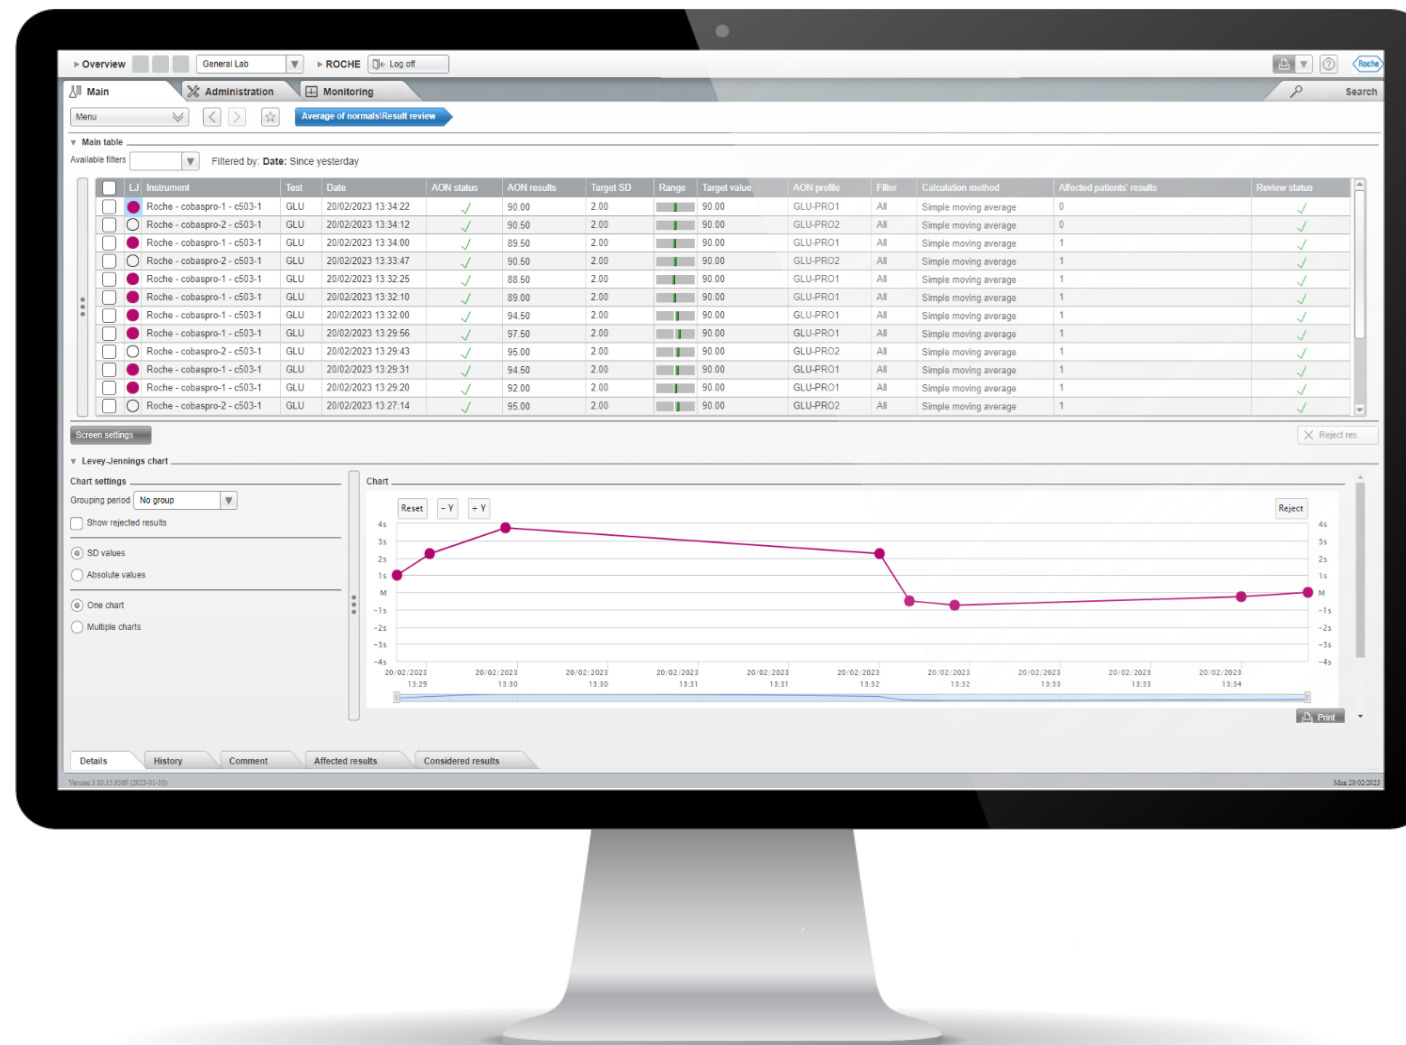 Overview General Lab ROCHE Log off Roche
Main Administration Monitoring Search
Menu Average of normals\Result review
Main table
Available filters Filtered by: Date: Since yesterday
LJ Instrument Test Date AON status AON results Target SD Range Target value AON profile Filter Calculation method Affected patients' results Review status
Roche - cobaspro-1 - c503-1 GLU 20/02/2023 13:34:22 90.00 2.00 90.00 GLU-PRO1 All Simple moving average 0
Roche - cobaspro-2 - c503-1 GLU 20/02/2023 13:34:12 90.50 2.00 90.00 GLU-PRO2 All Simple moving average 0
Roche - cobaspro-1 - c503-1 GLU 20/02/2023 13:34:00 89.50 2.00 90.00 GLU-PRO1 All Simple moving average 1
Roche - cobaspro-2 - c503-1 GLU 20/02/2023 13:33:47 90.50 2.00 90.00 GLU-PRO2 All Simple moving average 1
Roche - cobaspro-1 - c503-1 GLU 20/02/2023 13:32:25 88.50 2.00 90.00 GLU-PRO1 All Simple moving average 1
Roche - cobaspro-1 - c503-1 GLU 20/02/2023 13:32:10 89.00 2.00 90.00 GLU-PRO1 All Simple moving average 1
Roche - cobaspro-1 - c503-1 GLU 20/02/2023 13:32:00 94.50 2.00 90.00 GLU-PRO1 All Simple moving average 1
Roche - cobaspro-1 - c503-1 GLU 20/02/2023 13:29:56 97.50 2.00 90.00 GLU-PRO1 All Simple moving average 1
Roche - cobaspro-2 - c503-1 GLU 20/02/2023 13:29:43 95.00 2.00 90.00 GLU-PRO2 All Simple moving average 1
Roche - cobaspro-1 - c503-1 GLU 20/02/2023 13:29:31 94.50 2.00 90.00 GLU-PRO1 All Simple moving average 1
Roche - cobaspro-1 - c503-1 GLU 20/02/2023 13:29:20 92.00 2.00 90.00 GLU-PRO1 All Simple moving average 1
Roche - cobaspro-2 - c503-1 GLU 20/02/2023 13:27:14 95.00 2.00 90.00 GLU-PRO2 All Simple moving average 1
Screen settings Reject res.
Levey-Jennings chart
Chart settings
Grouping period No group
Show rejected results
SD values
Absolute values
One chart
Multiple charts
Chart
Reset - Y + Y Reject
4s 4s
3s 3s
2s 2s
1s 1s
M M
-1s -1s
-2s -2s
-3s -3s
-4s -4s
20/02/2023 20/02/2023 20/02/2023 20/02/2023 20/02/2023 20/02/2023 20/02/2023 20/02/2023 20/02/2023 20/02/2023
13:29 13:30 13:30 13:31 13:31 13:32 13:32 13:33 13:33 13:34
Print
Details History Comment Affected results Considered results
Version 3.03.15.0589 (2023-01-30) Mon 20/02/2023